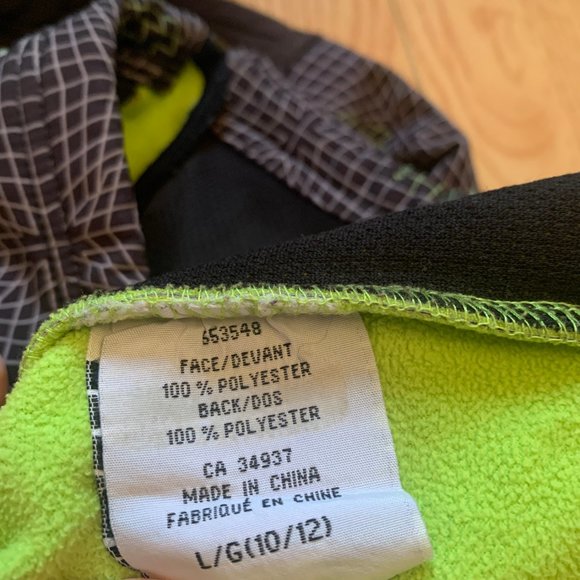 653548
FACE/DEVANT
100 % POLYESTER
BACK/DOS
100 % POLYESTER
CA 34937
MADE IN CHINA
FABRIQUÉ EN CHINE
L/G(10/12)